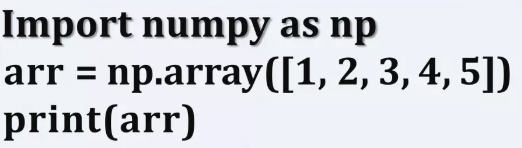 Import numpy as np
arr = np.array([1, 2, 3, 4, 5])
print(arr)